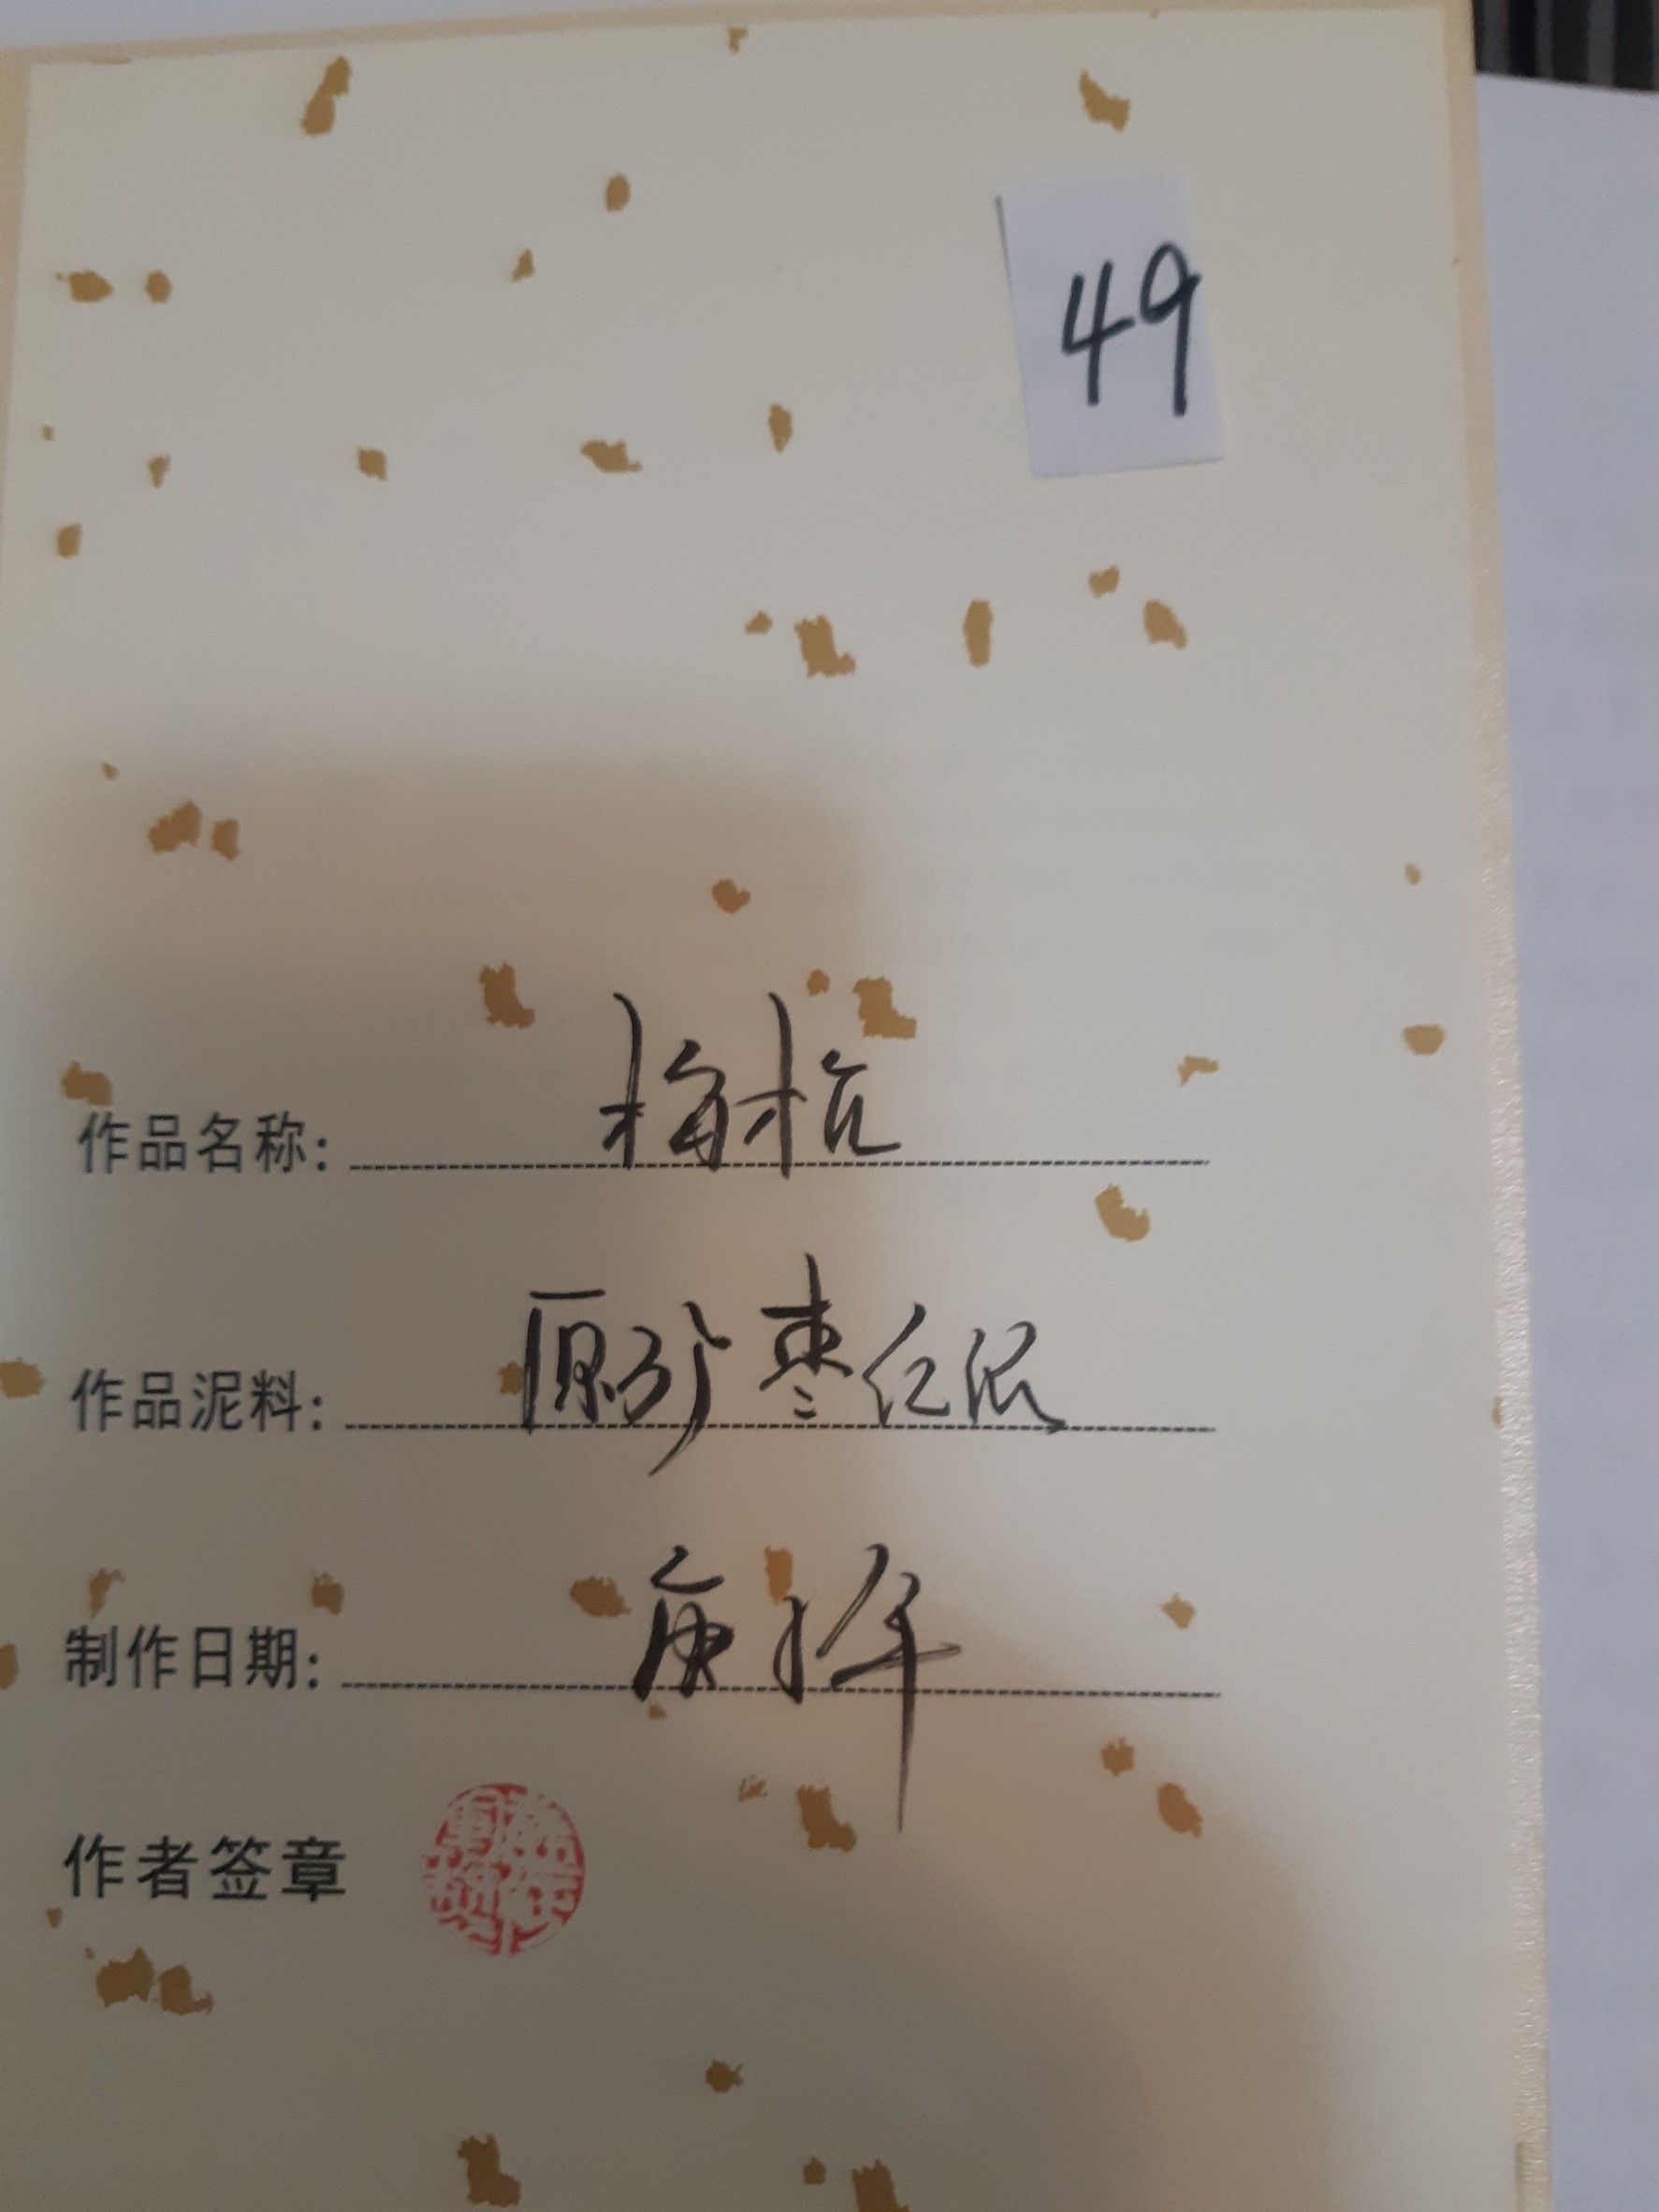 49
作品名称: 梅桩
作品泥料: 原矿枣红泥
制作日期: 庚子年
作者签章